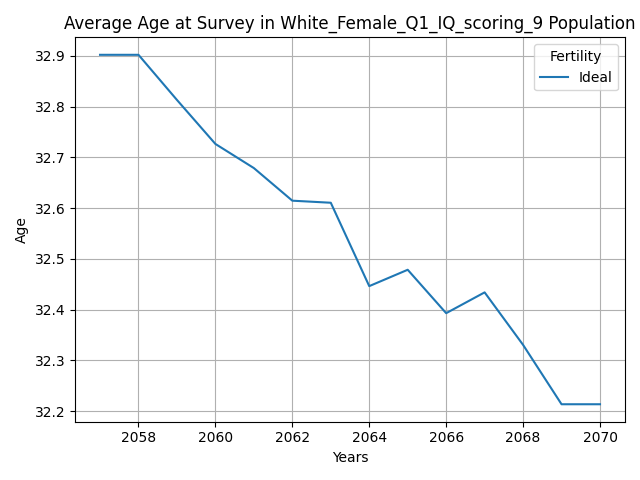 Average Age at Survey in White_Female_Q1_IQ_scoring_9 Population
Fertility
Ideal
32.9
32.8
32.7
32.6
32.5
32.4
32.3
32.2
Age
2058 2060 2062 2064 2066 2068 2070
Years